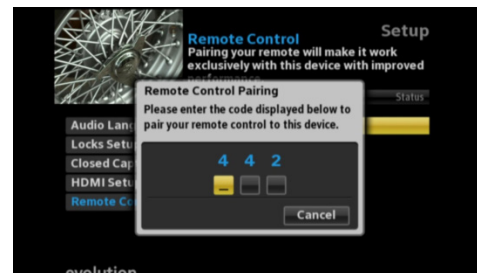 Setup
Remote Control
Pairing your remote will make it work
exclusively with this device with improved
performance.
Remote Control Pairing
Please enter the code displayed below to
pair your remote control to this device.
Status
Audio Lang
Locks Setu
Closed Cap
HDMI Setu
Remote Co
4 4 2
Cancel
evolution